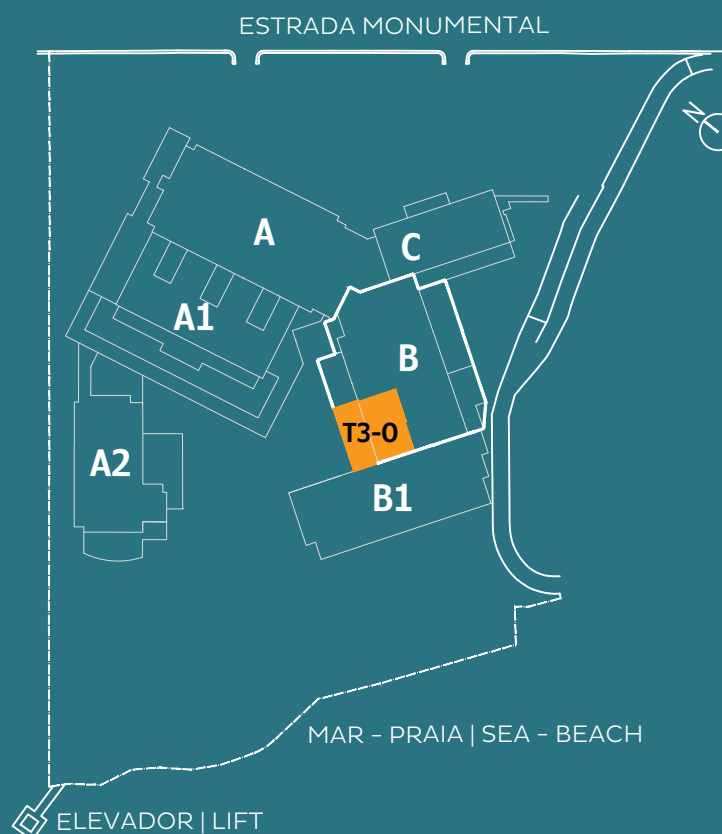 ESTRADA MONUMENTAL
N
A
C
A1
B
T3-0
A2
B1
MAR - PRAIA | SEA - BEACH
ELEVADOR | LIFT